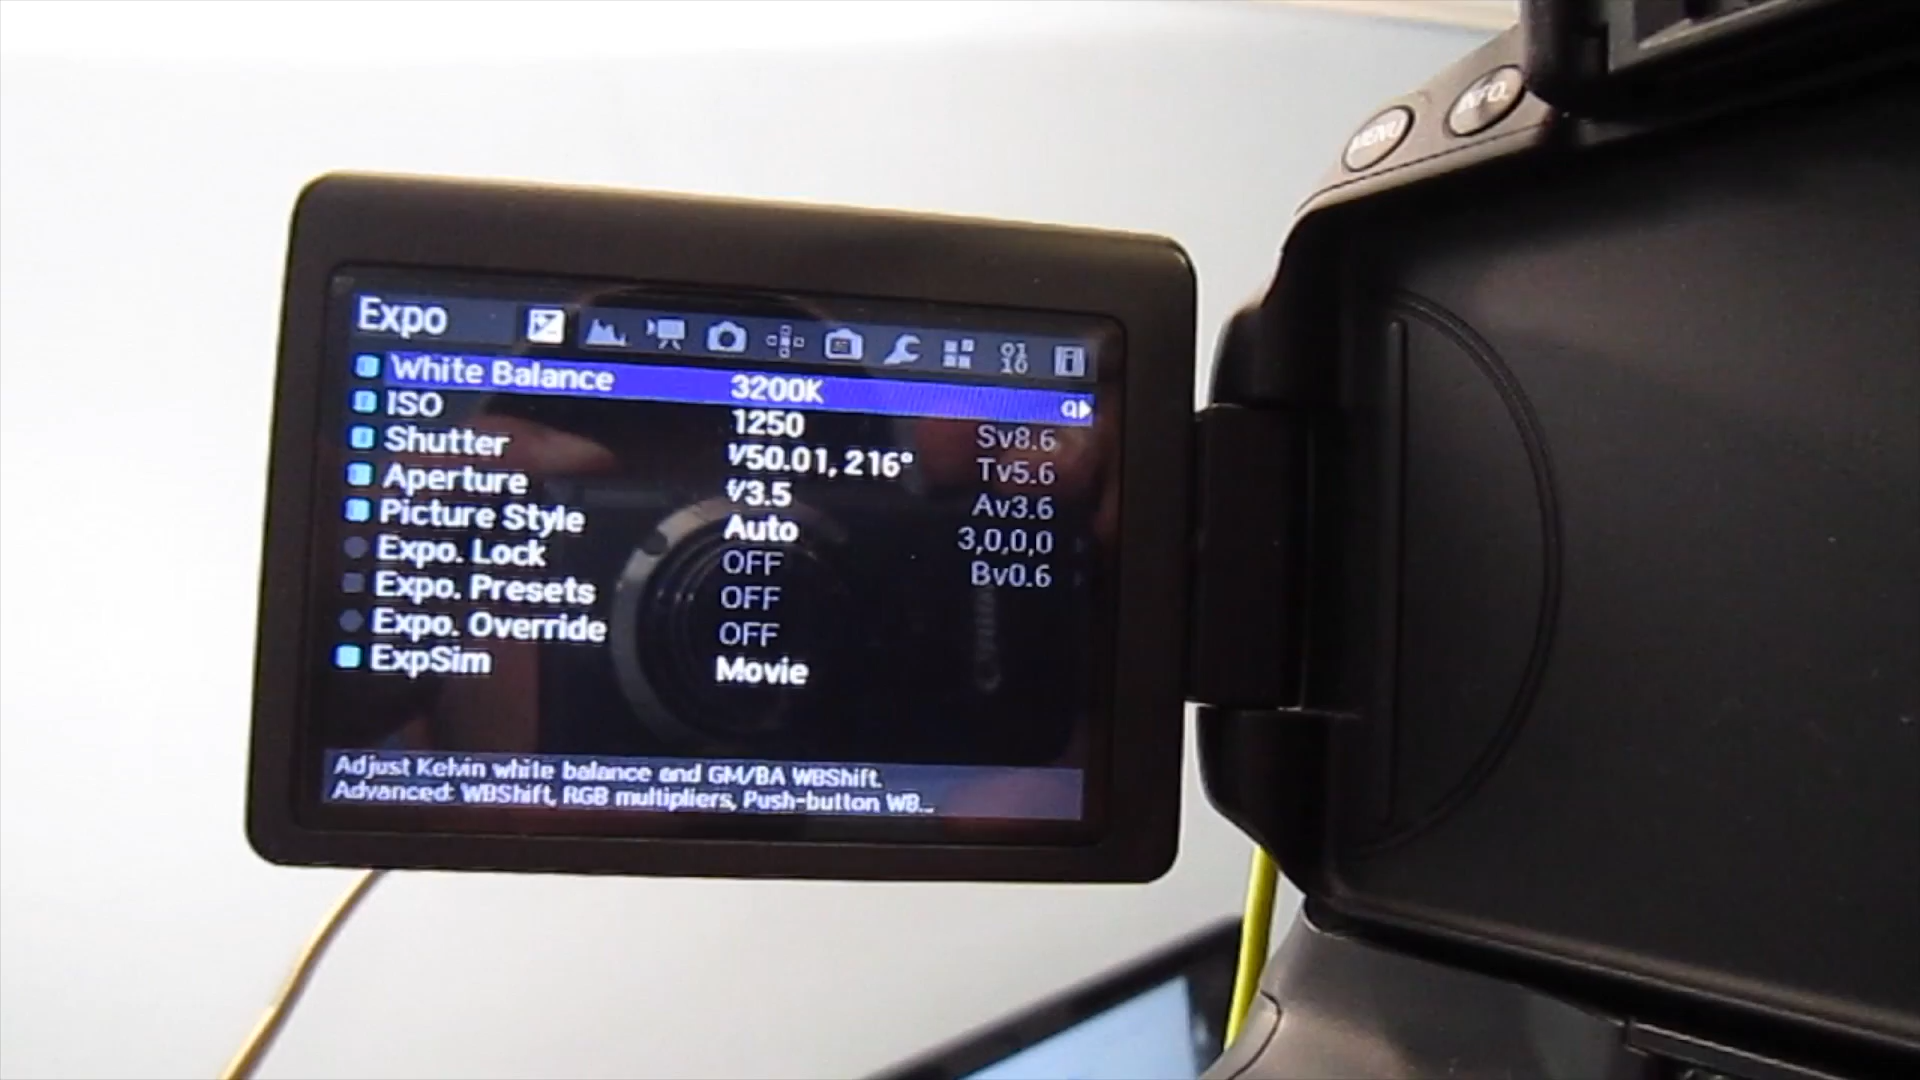 MENU
INFO.
Expo
White Balance 3200K
ISO 1250 Sv8.6
Shutter 1/50.01, 216° Tv5.6
Aperture f/3.5 Av3.6
Picture Style Auto 3,0,0,0
Expo. Lock OFF Bv0.6
Expo. Presets OFF
Expo. Override OFF
ExpSim Movie
Adjust Kelvin white balance and GM/BA WBShift.
Advanced: WBShift, RGB multipliers, Push-button WB...